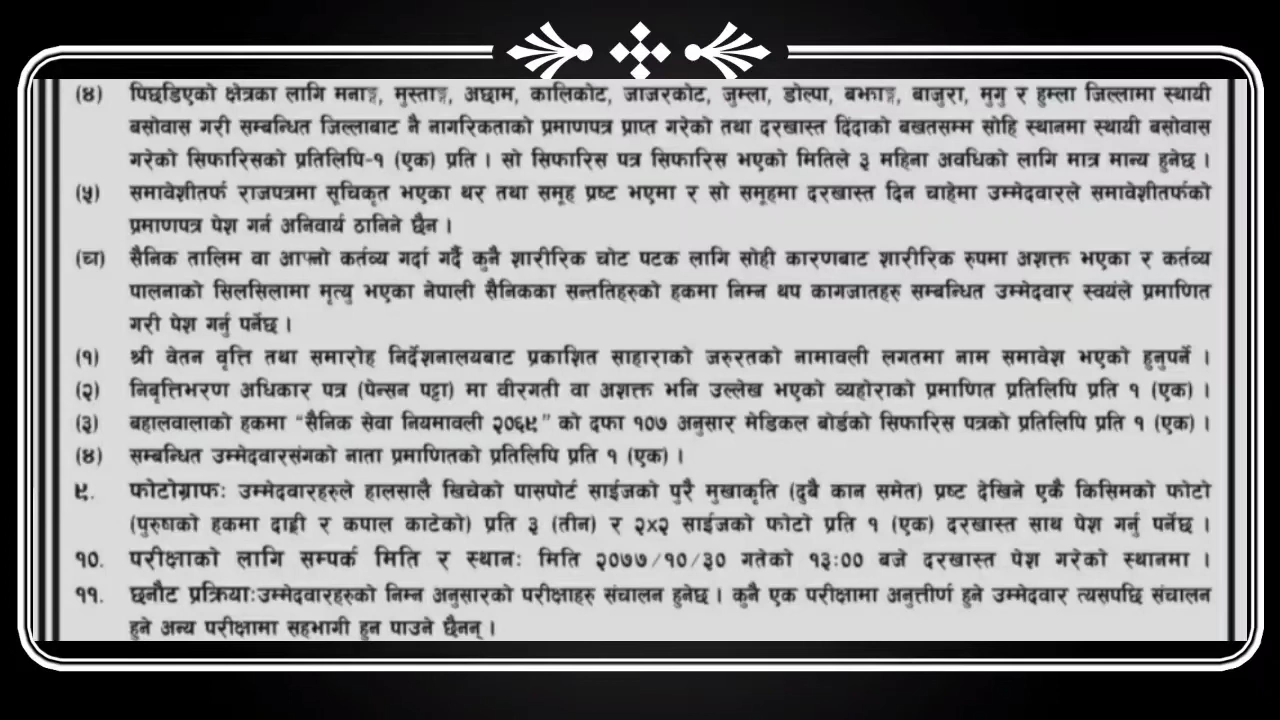 (४) पिछडिएको क्षेत्रका लागि मनाङ्ग, मुस्ताङ्ग, अछाम, कालिकोट, जाजरकोट, जुम्ला, डोल्पा, बझाङ्ग, बाजुरा, मुगु र हुम्ला जिल्लामा स्थायी
बसोवास गरी सम्बन्धित जिल्लाबाट नै नागरिकताको प्रमाणपत्र प्राप्त गरेको तथा दरखास्त दिंदाको बखतसम्म सोहि स्थानमा स्थायी बसोवास
गरेको सिफारिसको प्रतिलिपि-१ (एक) प्रति । सो सिफारिस पत्र सिफारिस भएको मितिले ३ महिना अवधिको लागि मात्र मान्य हुनेछ ।
(५) समावेशीतर्फ राजपत्रमा सूचिकृत भएका थर तथा समूह प्रष्ट भएमा र सो समूहमा दरखास्त दिन चाहेमा उम्मेदवारले समावेशीतर्फको
प्रमाणपत्र पेश गर्न अनिवार्य ठानिने छैन ।
(च) सैनिक तालिम वा आफ्नो कर्तव्य गर्दा गर्दै कुनै शारीरिक चोट पटक लागि सोही कारणबाट शारीरिक रुपमा अशक्त भएका र कर्तव्य
पालनाको सिलसिलामा मृत्यु भएका नेपाली सैनिकका सन्ततिहरुको हकमा निम्न थप कागजातहरु सम्बन्धित उम्मेदवार स्वयंले प्रमाणित
गरी पेश गर्नु पर्नेछ ।
(१) श्री वेतन वृत्ति तथा समारोह निर्देशनालयबाट प्रकाशित साहाराको जरुरतको नामावली लगतमा नाम समावेश भएको हुनुपर्ने ।
(२) निबृत्तिभरण अधिकार पत्र (पेन्सन पट्टा) मा वीरगती वा अशक्त भनि उल्लेख भएको व्यहोराको प्रमाणित प्रतिलिपि प्रति १ (एक) ।
(३) बहालवालाको हकमा “सैनिक सेवा नियमावली २०६९” को दफा १०७ अनुसार मेडिकल बोर्डको सिफारिस पत्रको प्रतिलिपि प्रति १ (एक) ।
(४) सम्बन्धित उम्मेदवारसंगको नाता प्रमाणितको प्रतिलिपि प्रति १ (एक) ।
९. फोटोग्राफः उम्मेदवारहरुले हालसालै खिचेको पासपोर्ट साईजको पुरै मुखाकृति (दुबै कान समेत) प्रष्ट देखिने एकै किसिमको फोटो
(पुरुषको हकमा दाह्री र कपाल काटेको) प्रति ३ (तीन) र २x२ साईजको फोटो प्रति १ (एक) दरखास्त साथ पेश गर्नु पर्नेछ ।
१०. परीक्षाको लागि सम्पर्क मिति र स्थानः मिति २०७७/१०/३० गतेको १३:०० बजे दरखास्त पेश गरेको स्थानमा ।
११. छनौट प्रक्रियाःउम्मेदवारहरुको निम्न अनुसारको परीक्षाहरु संचालन हुनेछ । कुनै एक परीक्षामा अनुत्तीर्ण हुने उम्मेदवार त्यसपछि संचालन
हुने अन्य परीक्षामा सहभागी हुन पाउने छैनन् ।